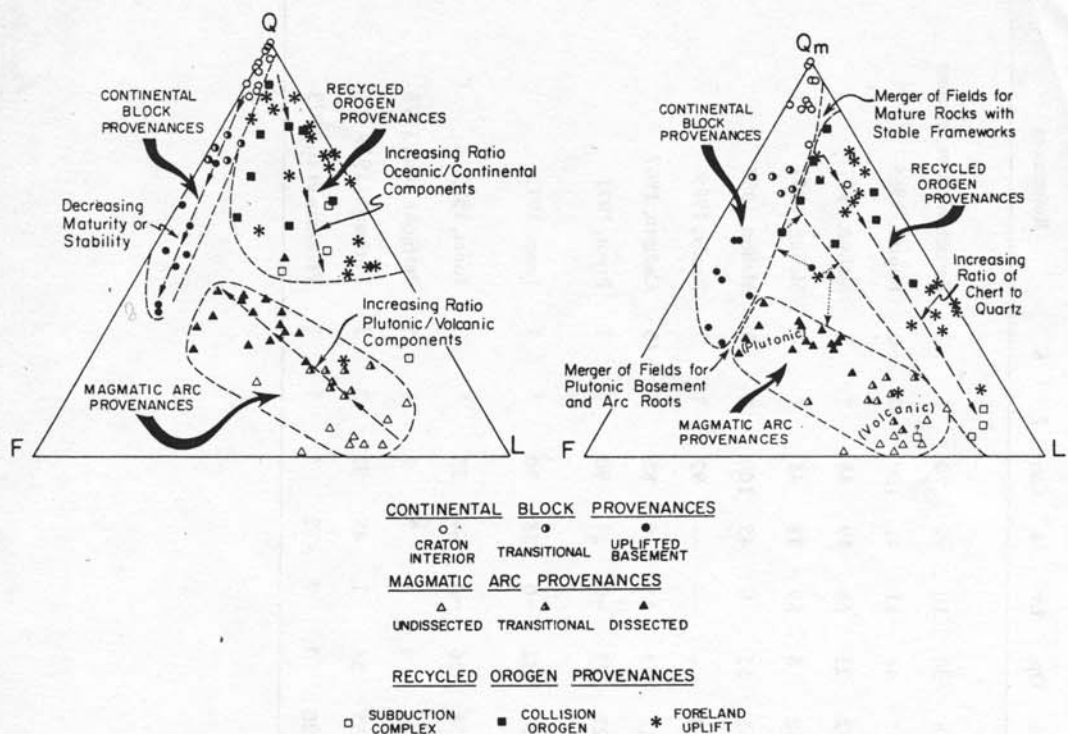 Q
CONTINENTAL
BLOCK
PROVENANCES
RECYCLED
OROGEN
PROVENANCES
Increasing Ratio
Oceanic/Continental
Components
Decreasing
Maturity or
Stability
Increasing Ratio
Plutonic/Volcanic
Components
MAGMATIC ARC
PROVENANCES
F
L
Qm
CONTINENTAL
BLOCK
PROVENANCES
Merger of Fields for
Mature Rocks with
Stable Frameworks
RECYCLED
OROGEN
PROVENANCES
Increasing
Ratio of
Chert to
Quartz
(Plutonic)
Merger of Fields for
Plutonic Basement
and Arc Roots
MAGMATIC ARC
PROVENANCES
(Volcanic)
?
F
L
CONTINENTAL BLOCK PROVENANCES
CRATON INTERIOR
TRANSITIONAL
UPLIFTED BASEMENT
MAGMATIC ARC PROVENANCES
UNDISSECTED TRANSITIONAL DISSECTED
RECYCLED OROGEN PROVENANCES
SUBDUCTION COMPLEX
COLLISION OROGEN
FORELAND UPLIFT